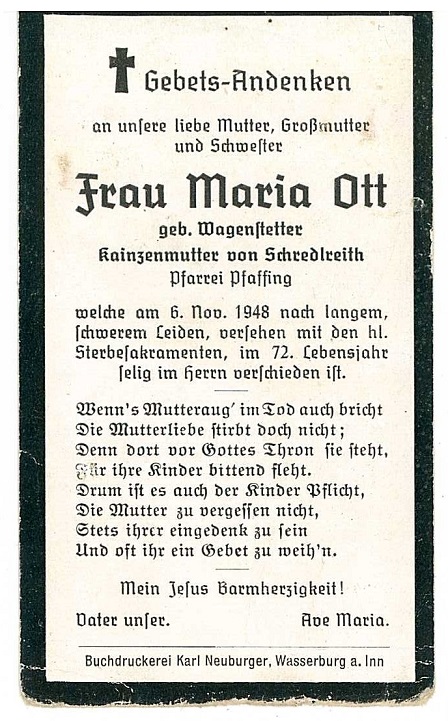 Gebets-Andenken
an unsere liebe Mutter, Großmutter
und Schwester
Frau Maria Ott
geb. Wagenstetter
Kainzenmutter von Schredlreith
Pfarrei Pfaffing
welche am 6. Nov. 1948 nach langem,
schwerem Leiden, versehen mit den hl.
Sterbesakramenten, im 72. Lebensjahr
selig im Herrn verschieden ist.
Wenn's Mutteraug' im Tod auch bricht
Die Mutterliebe stirbt doch nicht;
Denn dort vor Gottes Thron sie steht,
Für ihre Kinder bittend fleht.
Drum ist es auch der Kinder Pflicht,
Die Mutter zu vergessen nicht,
Stets ihrer eingedenk zu sein
Und oft ihr ein Gebet zu weih'n.
Mein Jesus Barmherzigkeit!
Vater unser. Ave Maria.
Buchdruckerei Karl Neuburger, Wasserburg a. Inn